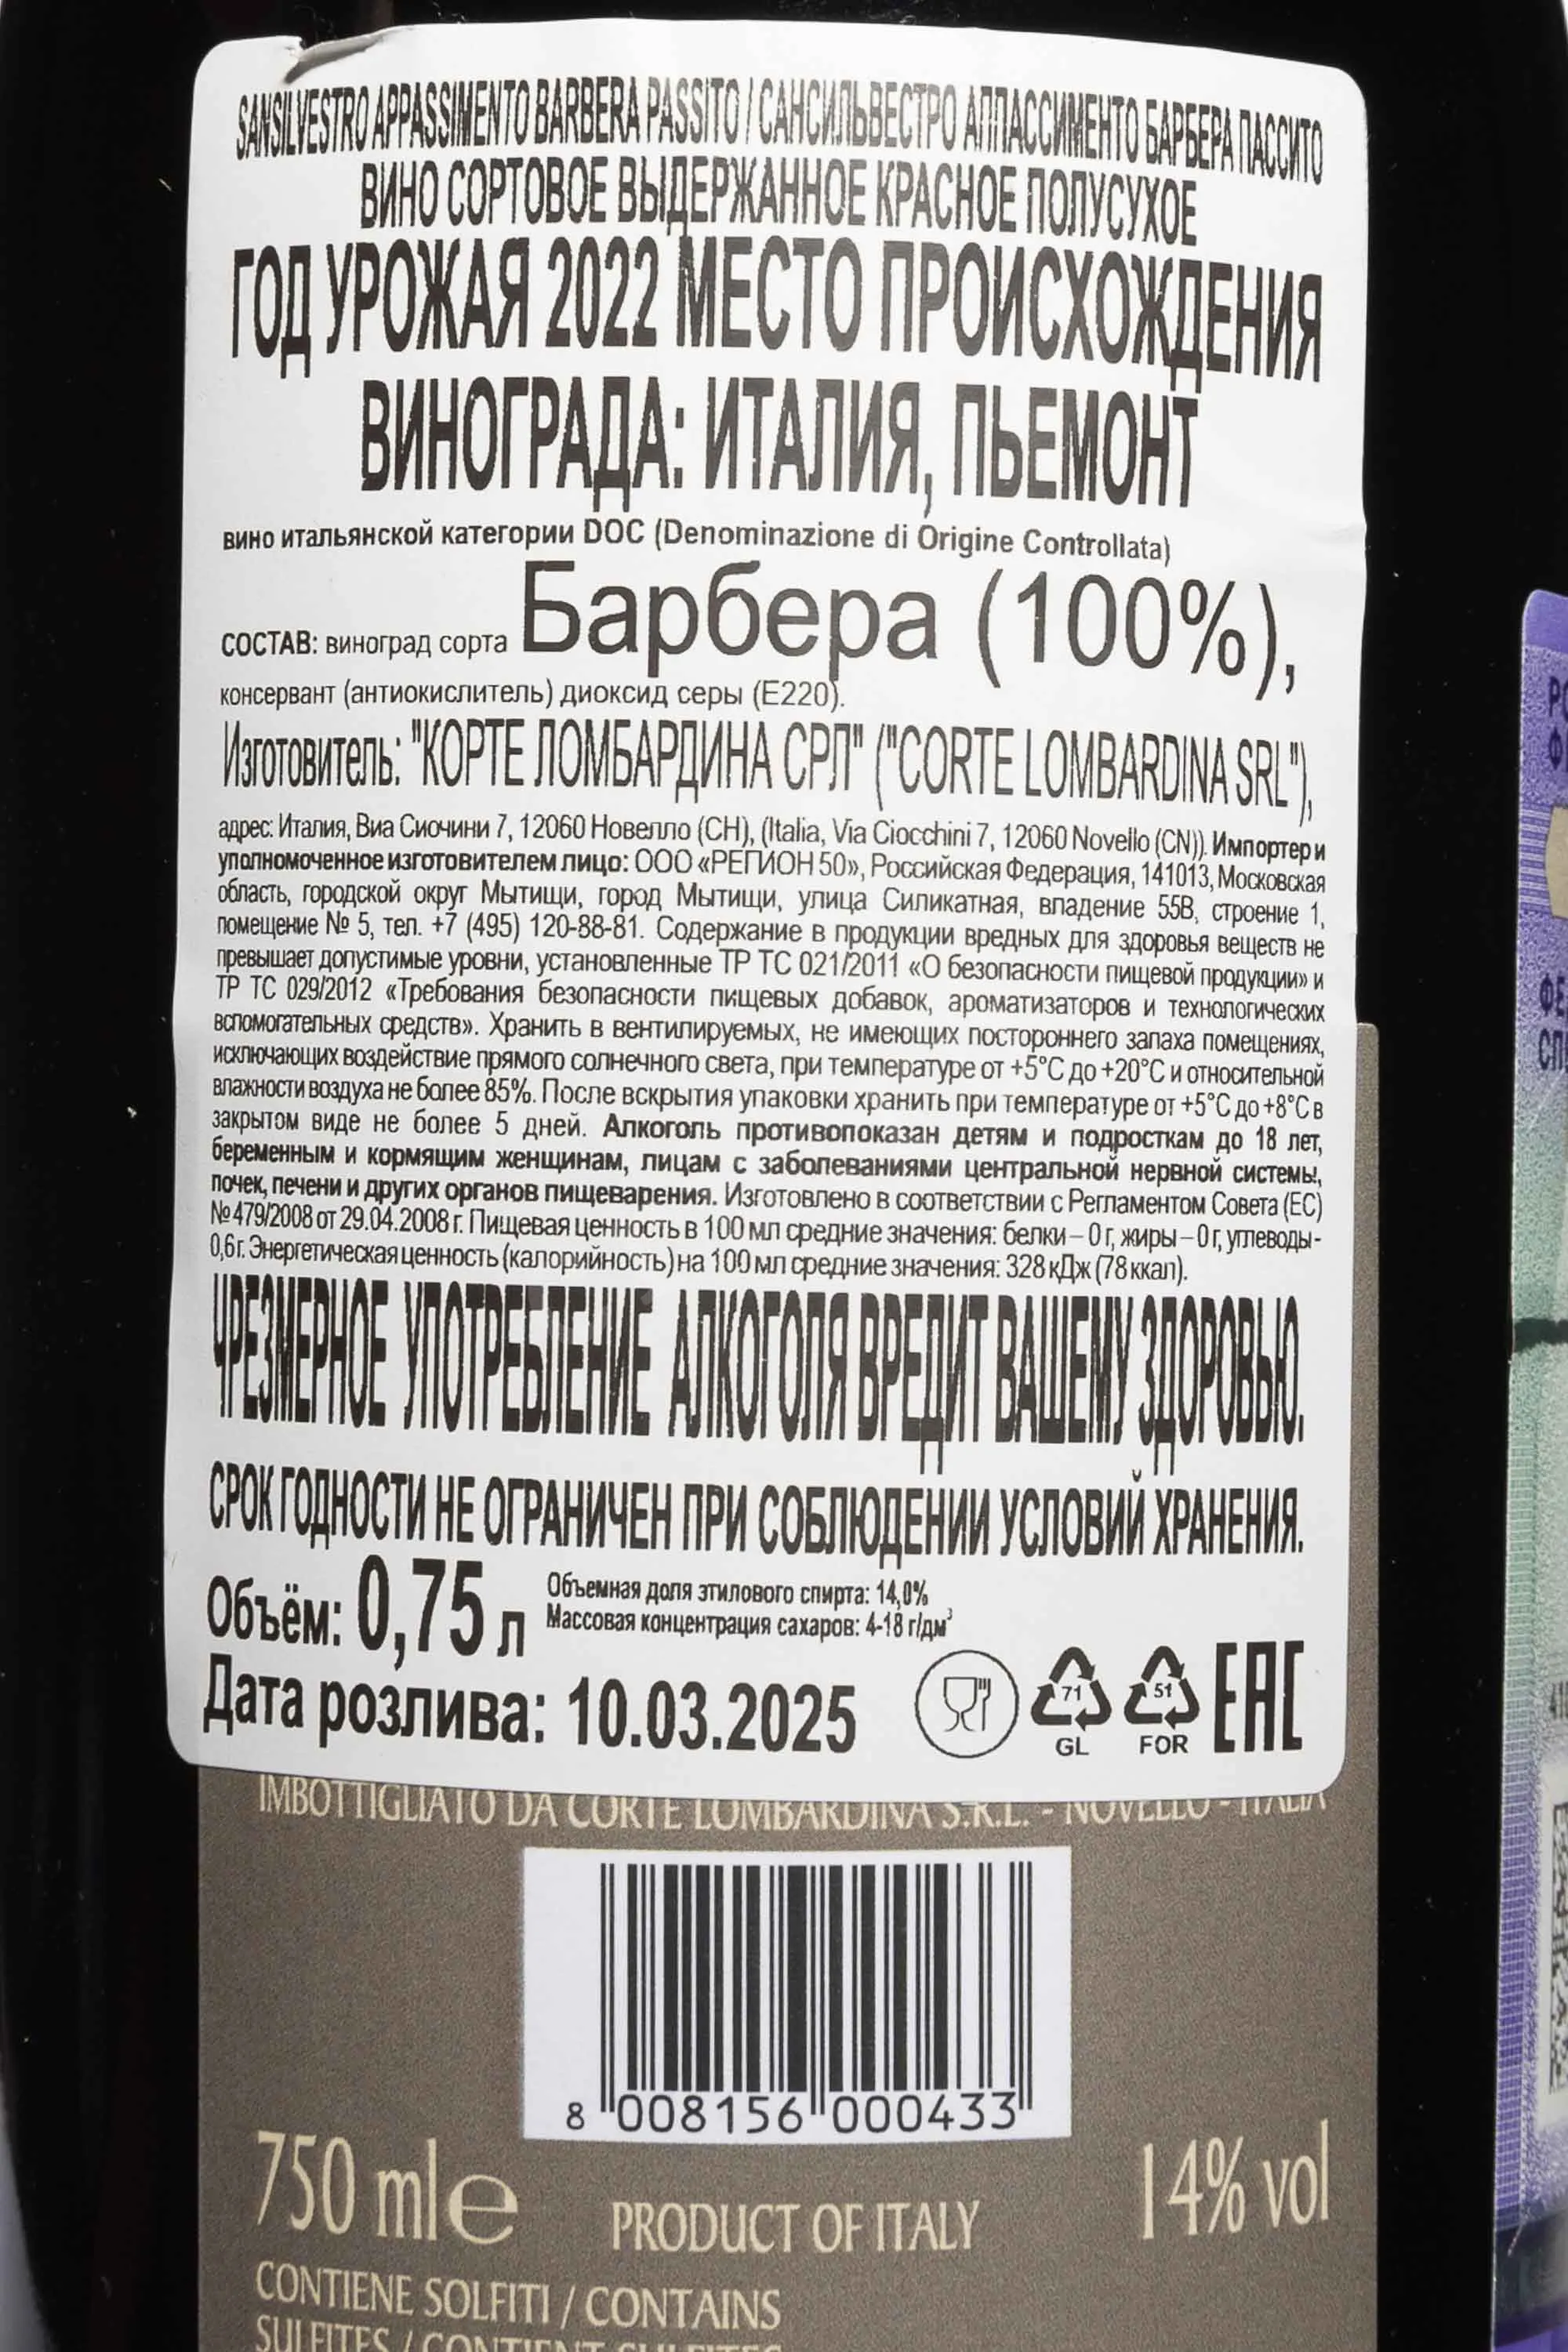 SANSILVESTRO APPASSIMENTO BARBERA PASSITO / САНСИЛЬВЕСТРО АППАССИМЕНТО БАРБЕРА ПАССИТО
ВИНО СОРТОВОЕ ВЫДЕРЖАННОЕ КРАСНОЕ ПОЛУСУХОЕ
ГОД УРОЖАЯ 2022 МЕСТО ПРОИСХОЖДЕНИЯ
ВИНОГРАДА: ИТАЛИЯ, ПЬЕМОНТ
вино итальянской категории DOC (Denominazione di Origine Controllata)
СОСТАВ: виноград сорта Барбера (100%),
консервант (антиокислитель) диоксид серы (Е220).
Изготовитель: "КОРТЕ ЛОМБАРДИНА СРЛ" ("CORTE LOMBARDINA SRL"),
адрес: Италия, Виа Сиочини 7, 12060 Новелло (СН), (Italia, Via Ciocchini 7, 12060 Novello (CN)). Импортер и
уполномоченное изготовителем лицо: ООО «РЕГИОН 50», Российская Федерация, 141013, Московская
область, городской округ Мытищи, город Мытищи, улица Силикатная, владение 55В, строение 1,
помещение № 5, тел. +7 (495) 120-88-81. Содержание в продукции вредных для здоровья веществ не
превышает допустимые уровни, установленные ТР ТС 021/2011 «О безопасности пищевой продукции» и
ТР ТС 029/2012 «Требования безопасности пищевых добавок, ароматизаторов и технологических
вспомогательных средств». Хранить в вентилируемых, не имеющих постороннего запаха помещениях,
исключающих воздействие прямого солнечного света, при температуре от +5°С до +20°С и относительной
влажности воздуха не более 85%. После вскрытия упаковки хранить при температуре от +5°С до +8°С в
закрытом виде не более 5 дней. Алкоголь противопоказан детям и подросткам до 18 лет,
беременным и кормящим женщинам, лицам с заболеваниями центральной нервной системы,
почек, печени и других органов пищеварения. Изготовлено в соответствии с Регламентом Совета (ЕС)
№479/2008 от 29.04.2008 г. Пищевая ценность в 100 мл средние значения: белки – 0 г, жиры – 0 г, углеводы -
0,6 г. Энергетическая ценность (калорийность) на 100 мл средние значения: 328 кДж (78 ккал).
ЧРЕЗМЕРНОЕ УПОТРЕБЛЕНИЕ АЛКОГОЛЯ ВРЕДИТ ВАШЕМУ ЗДОРОВЬЮ.
СРОК ГОДНОСТИ НЕ ОГРАНИЧЕН ПРИ СОБЛЮДЕНИИ УСЛОВИЙ ХРАНЕНИЯ.
Объём: 0,75 л
Объемная доля этилового спирта: 14,0%
Массовая концентрация сахаров: 4-18 г/дм³
Дата розлива: 10.03.2025
71
GL
51
FOR
EAC
IMBOTTIGLIATO DA CORTE LOMBARDINA S.R.L. - NOVELLO - ITALIA
8 008156 000433
750 ml e
PRODUCT OF ITALY
14% vol
CONTIENE SOLFITI / CONTAINS
SULFITES / CONTIENT SULFITES